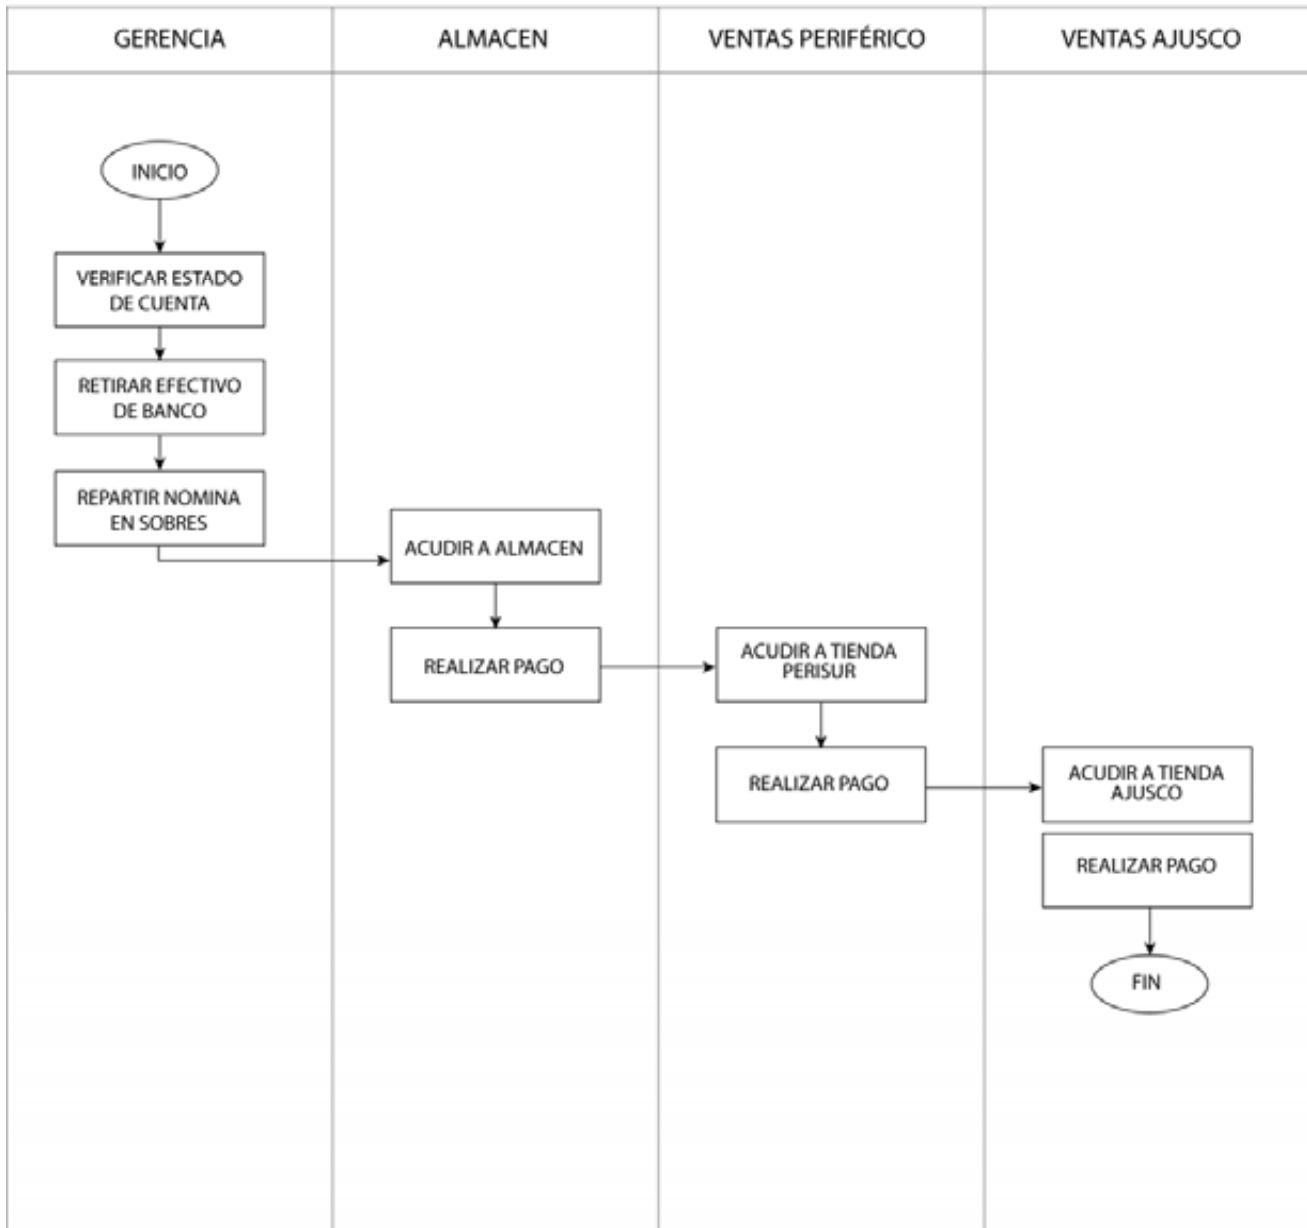 GERENCIA
ALMACEN
VENTAS PERIFÉRICO
VENTAS AJUSCO
INICIO
VERIFICAR ESTADO
DE CUENTA
RETIRAR EFECTIVO
DE BANCO
REPARTIR NOMINA
EN SOBRES
ACUDIR A ALMACEN
REALIZAR PAGO
ACUDIR A TIENDA
PERISUR
REALIZAR PAGO
ACUDIR A TIENDA
AJUSCO
REALIZAR PAGO
FIN